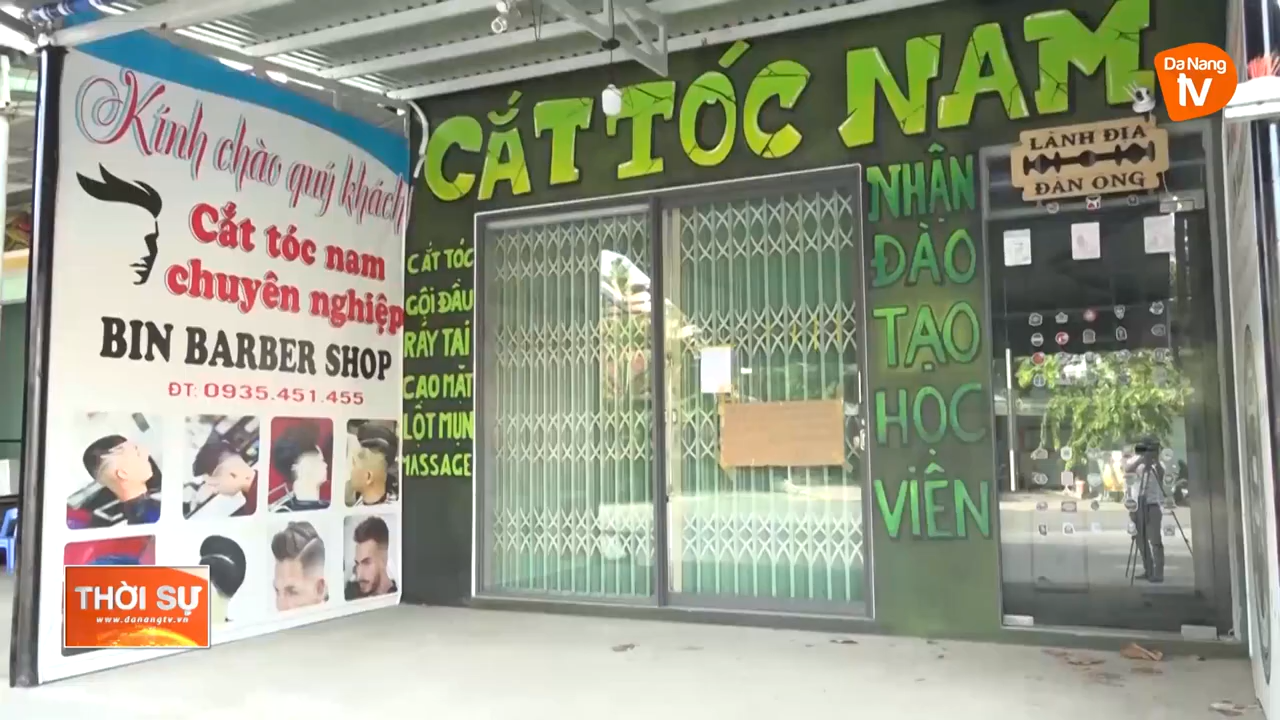 Kính chào quý khách
Cắt tóc nam
chuyên nghiệp
BIN BARBER SHOP
ĐT: 0935.451.455
CẮT TÓC NAM
CẮT TÓC
GỘI ĐẦU
RÁY TAI
CẠO MẶT
LỘT MỤN
MASSAGE
NHẬN
ĐÀO
TẠO
HỌC
VIÊN
LÃNH ĐỊA
ĐÀN ÔNG
Da Nang
tv
THỜI SỰ
www.danangtv.vn